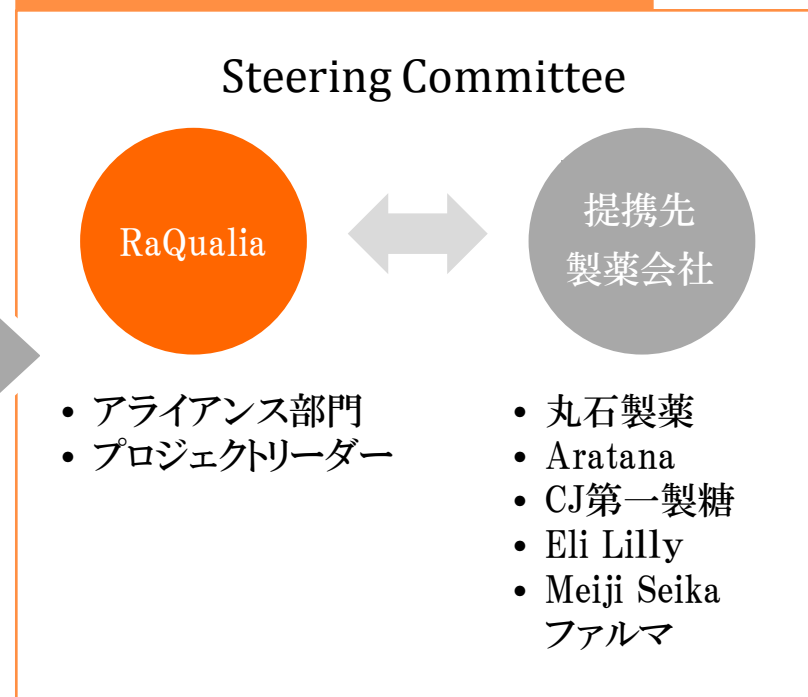 Steering Committee
RaQualia
提携先
製薬会社
• アライアンス部門
• プロジェクトリーダー
• 丸石製薬
• Aratana
• CJ第一製糖
• Eli Lilly
• Meiji Seika
ファルマ